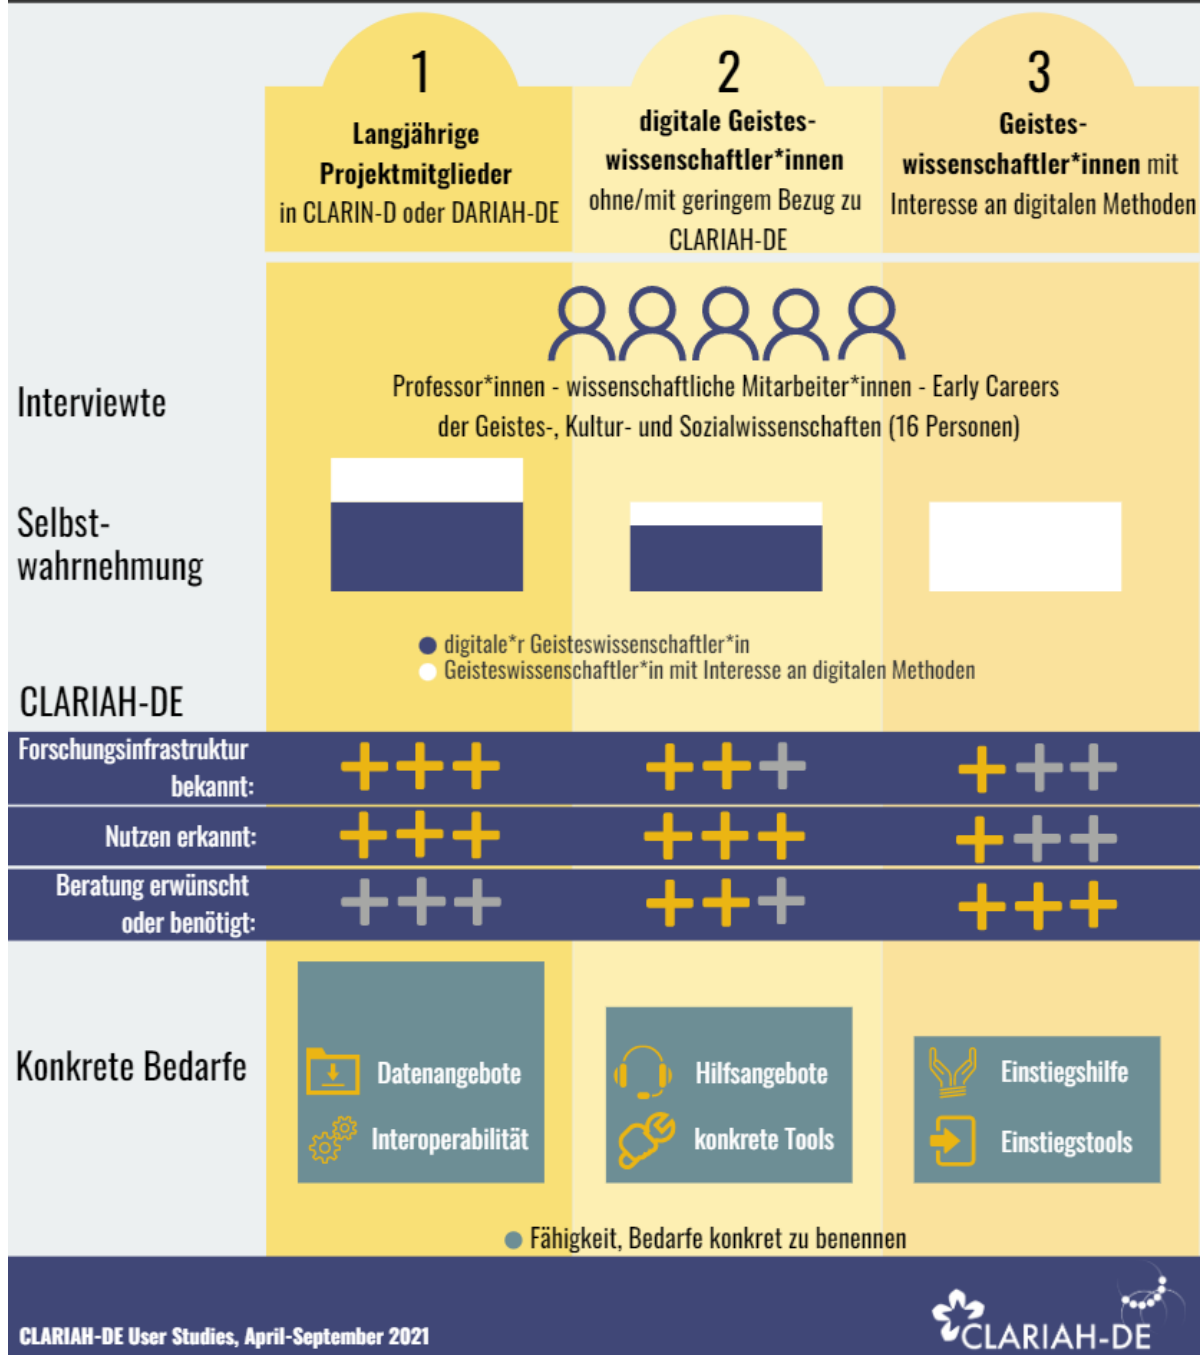 1
Langjährige
Projektmitglieder
in CLARIN-D oder DARIAH-DE
2
digitale Geistes-
wissenschaftler*innen
ohne/mit geringem Bezug zu
CLARIAH-DE
3
Geistes-
wissenschaftler*innen mit
Interesse an digitalen Methoden
Interviewte
Professor*innen - wissenschaftliche Mitarbeiter*innen - Early Careers
der Geistes-, Kultur- und Sozialwissenschaften (16 Personen)
Selbst-
wahrnehmung
digitale*r Geisteswissenschaftler*in
Geisteswissenschaftler*in mit Interesse an digitalen Methoden
CLARIAH-DE
Forschungsinfrastruktur
bekannt:
Nutzen erkannt:
Beratung erwünscht
oder benötigt:
Konkrete Bedarfe
Datenangebote
Interoperabilität
Hilfsangebote
konkrete Tools
Einstiegshilfe
Einstiegstools
Fähigkeit, Bedarfe konkret zu benennen
CLARIAH-DE User Studies, April-September 2021
CLARIAH-DE